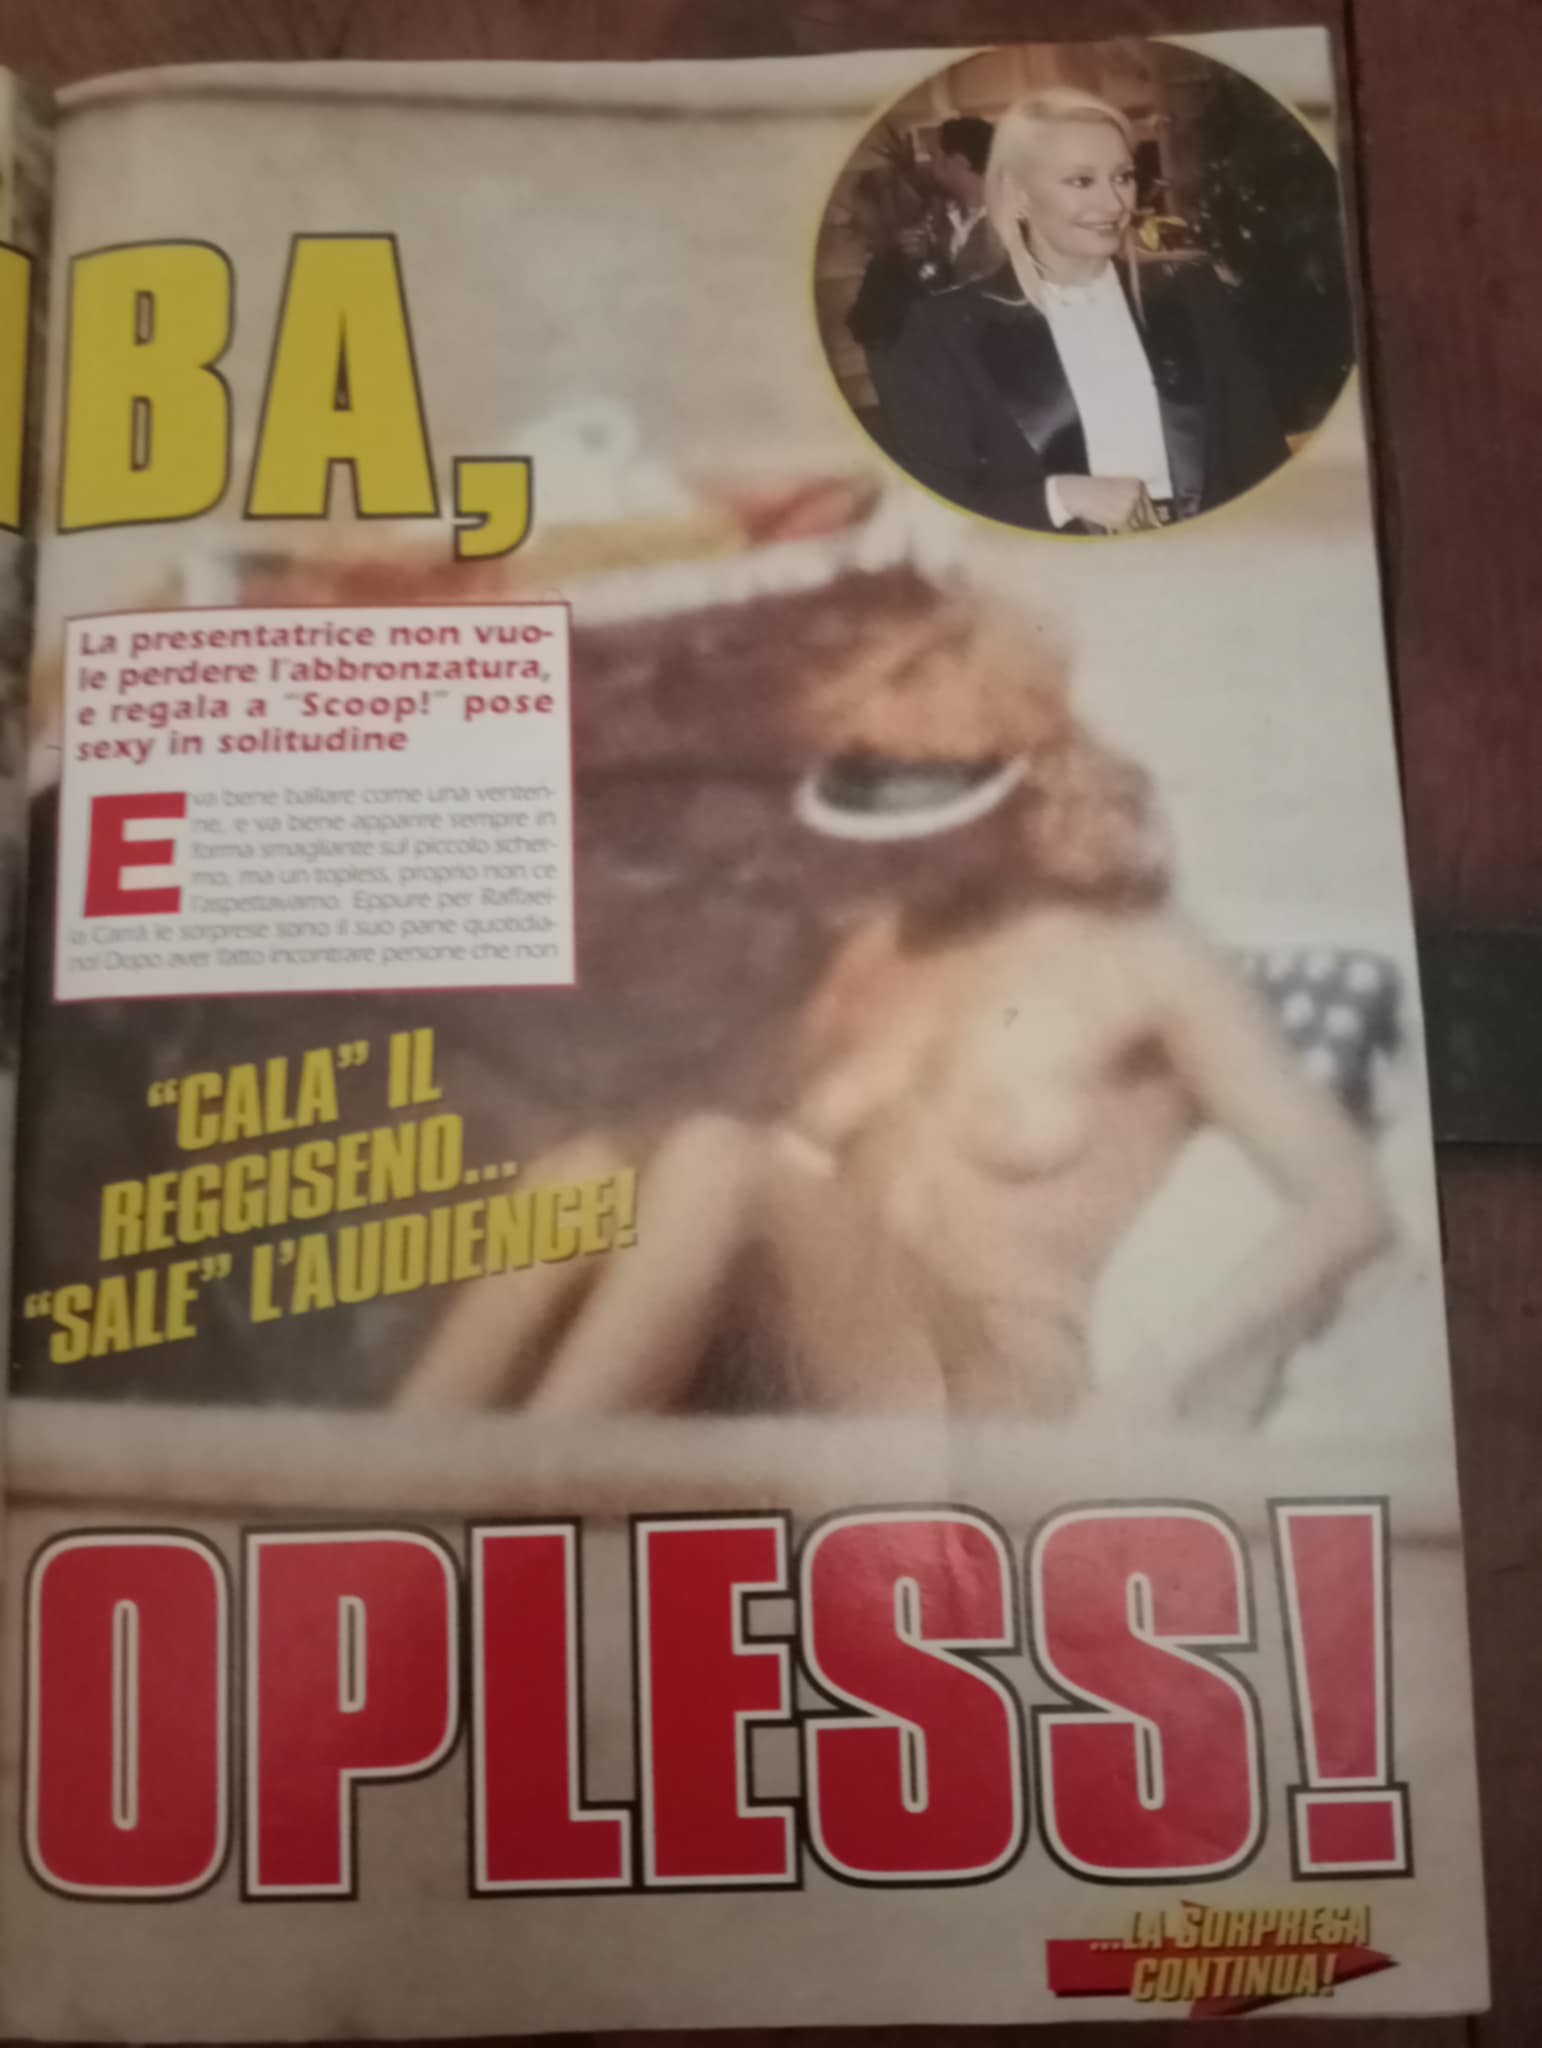 BA,
La presentatrice non vuo-
le perdere l'abbronzatura,
e regala a "Scoop!" pose
sexy in solitudine
E va bene ballare come una venten-
ne, e va bene apparire sempre in
forma smagliante sul piccolo scher-
mo, ma un topless, proprio non ce
l'aspettavamo. Eppure per Raffael-
la Carrà le sorprese sono il suo pane quotidia-
no! Dopo aver fatto incontrare persone che non
"CALA" IL
REGGISENO...
"SALE" L'AUDIENCE!
OPLESS!
...LA SORPRESA
CONTINUA!